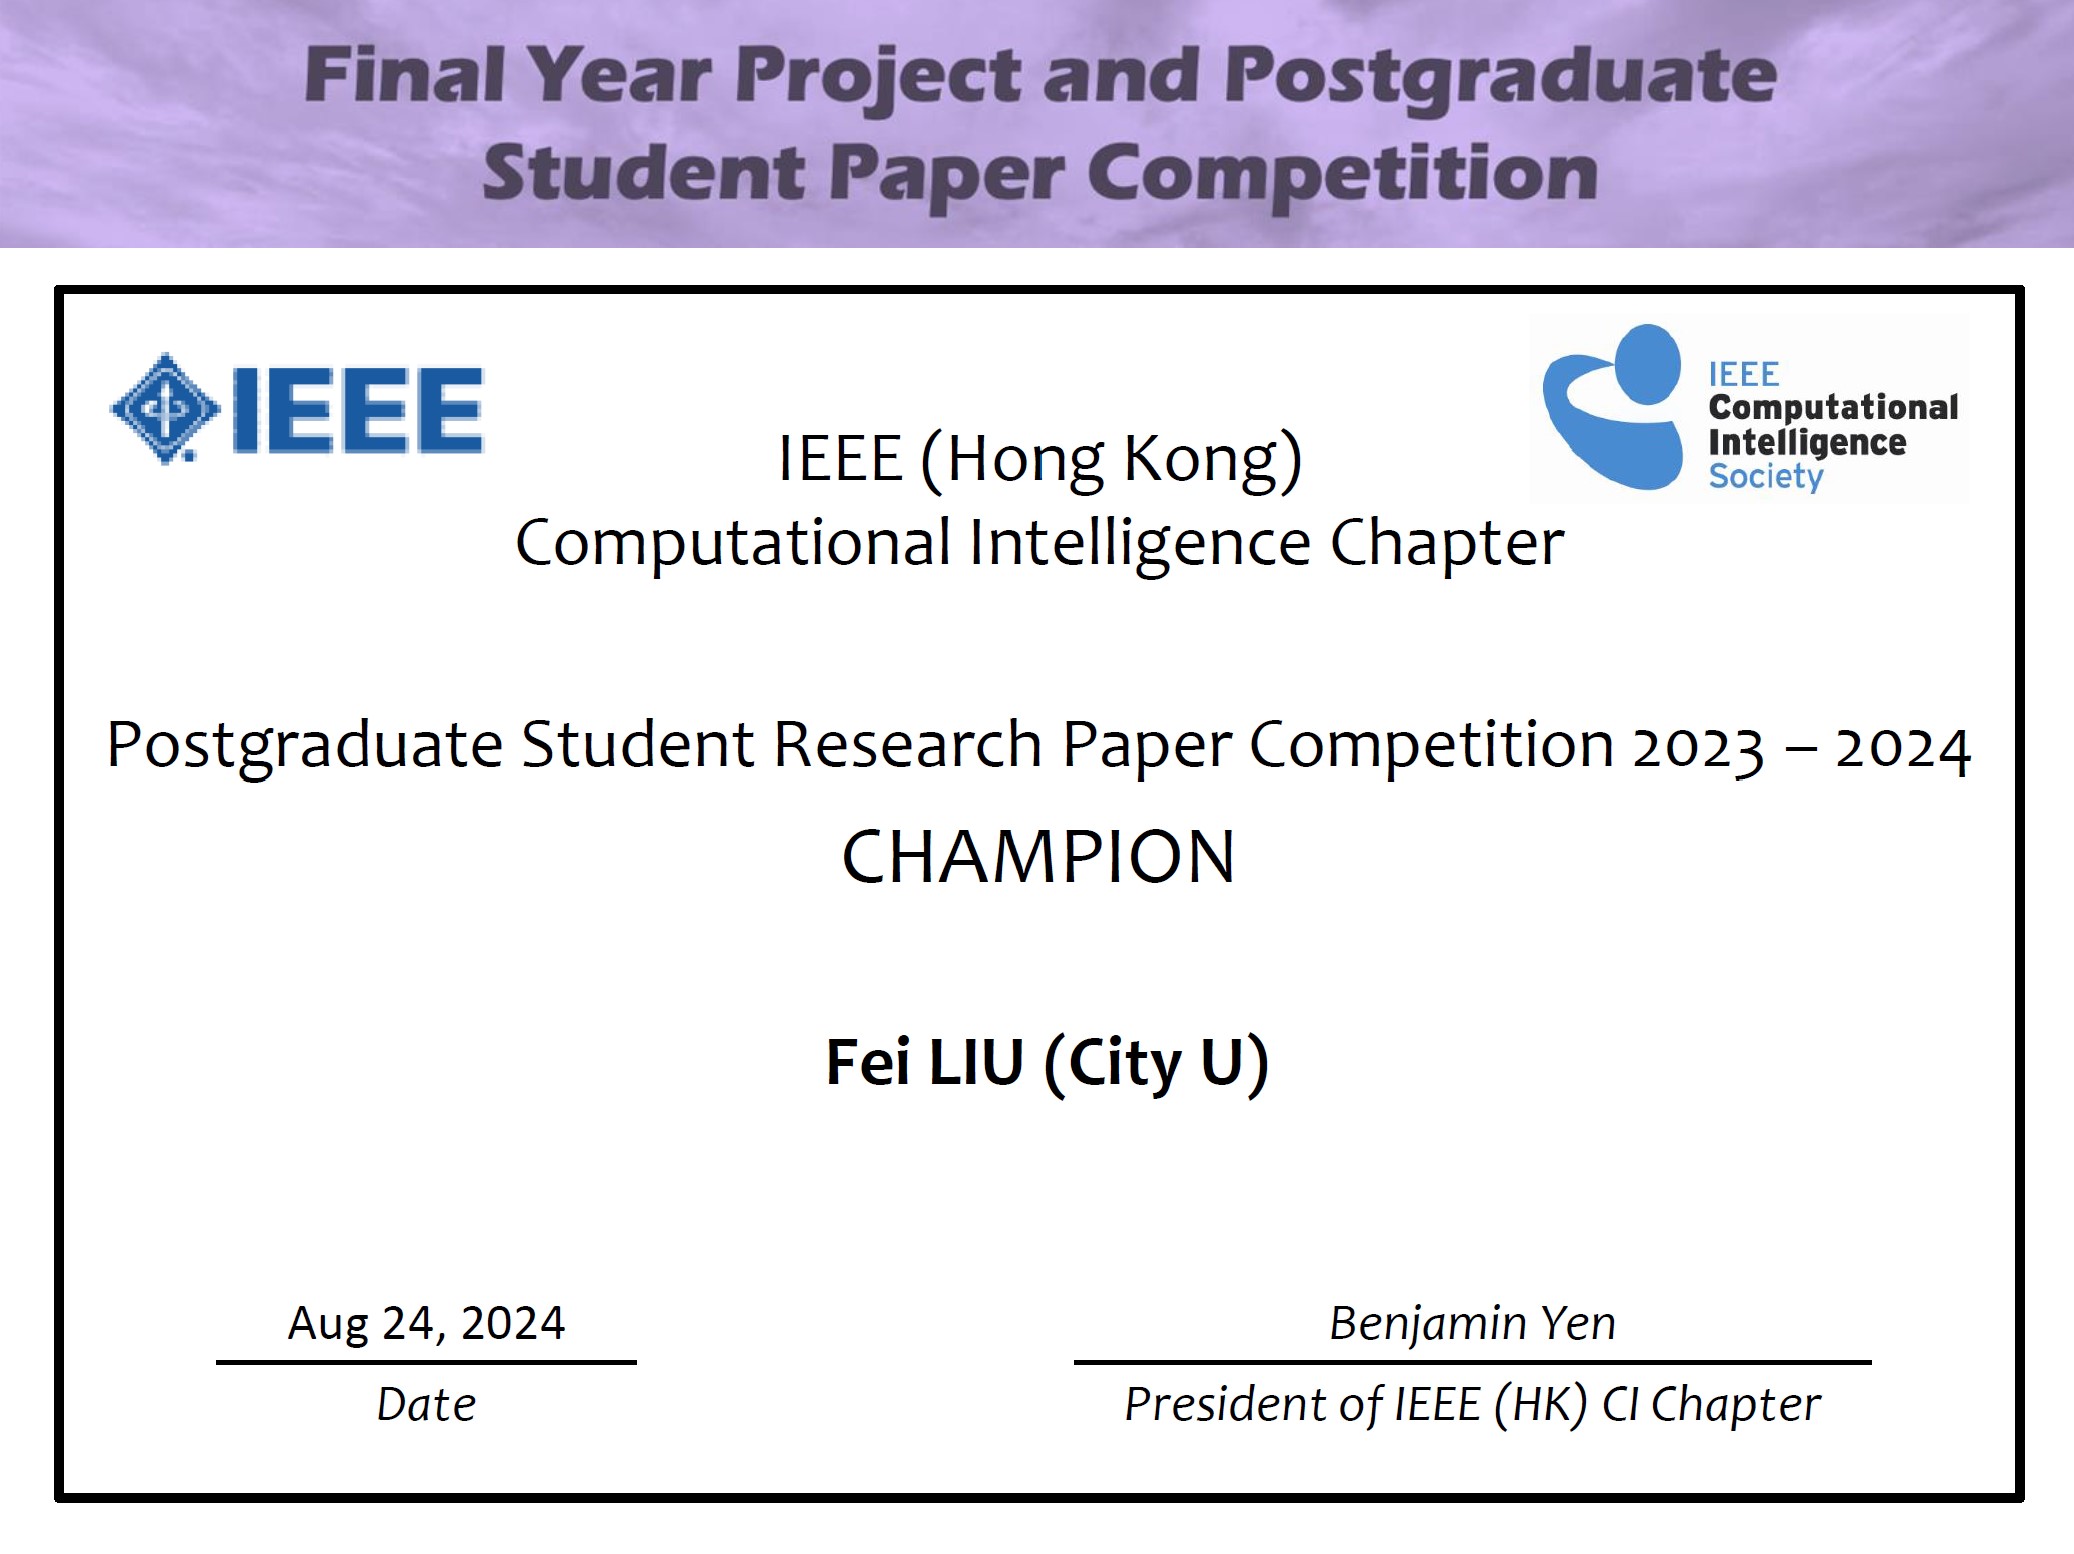 Final Year Project and Postgraduate
Student Paper Competition
IEEE
IEEE
Computational
Intelligence
Society
IEEE (Hong Kong)
Computational Intelligence Chapter
Postgraduate Student Research Paper Competition 2023 – 2024
CHAMPION
Fei LIU (City U)
Aug 24, 2024
Date
Benjamin Yen
President of IEEE (HK) CI Chapter